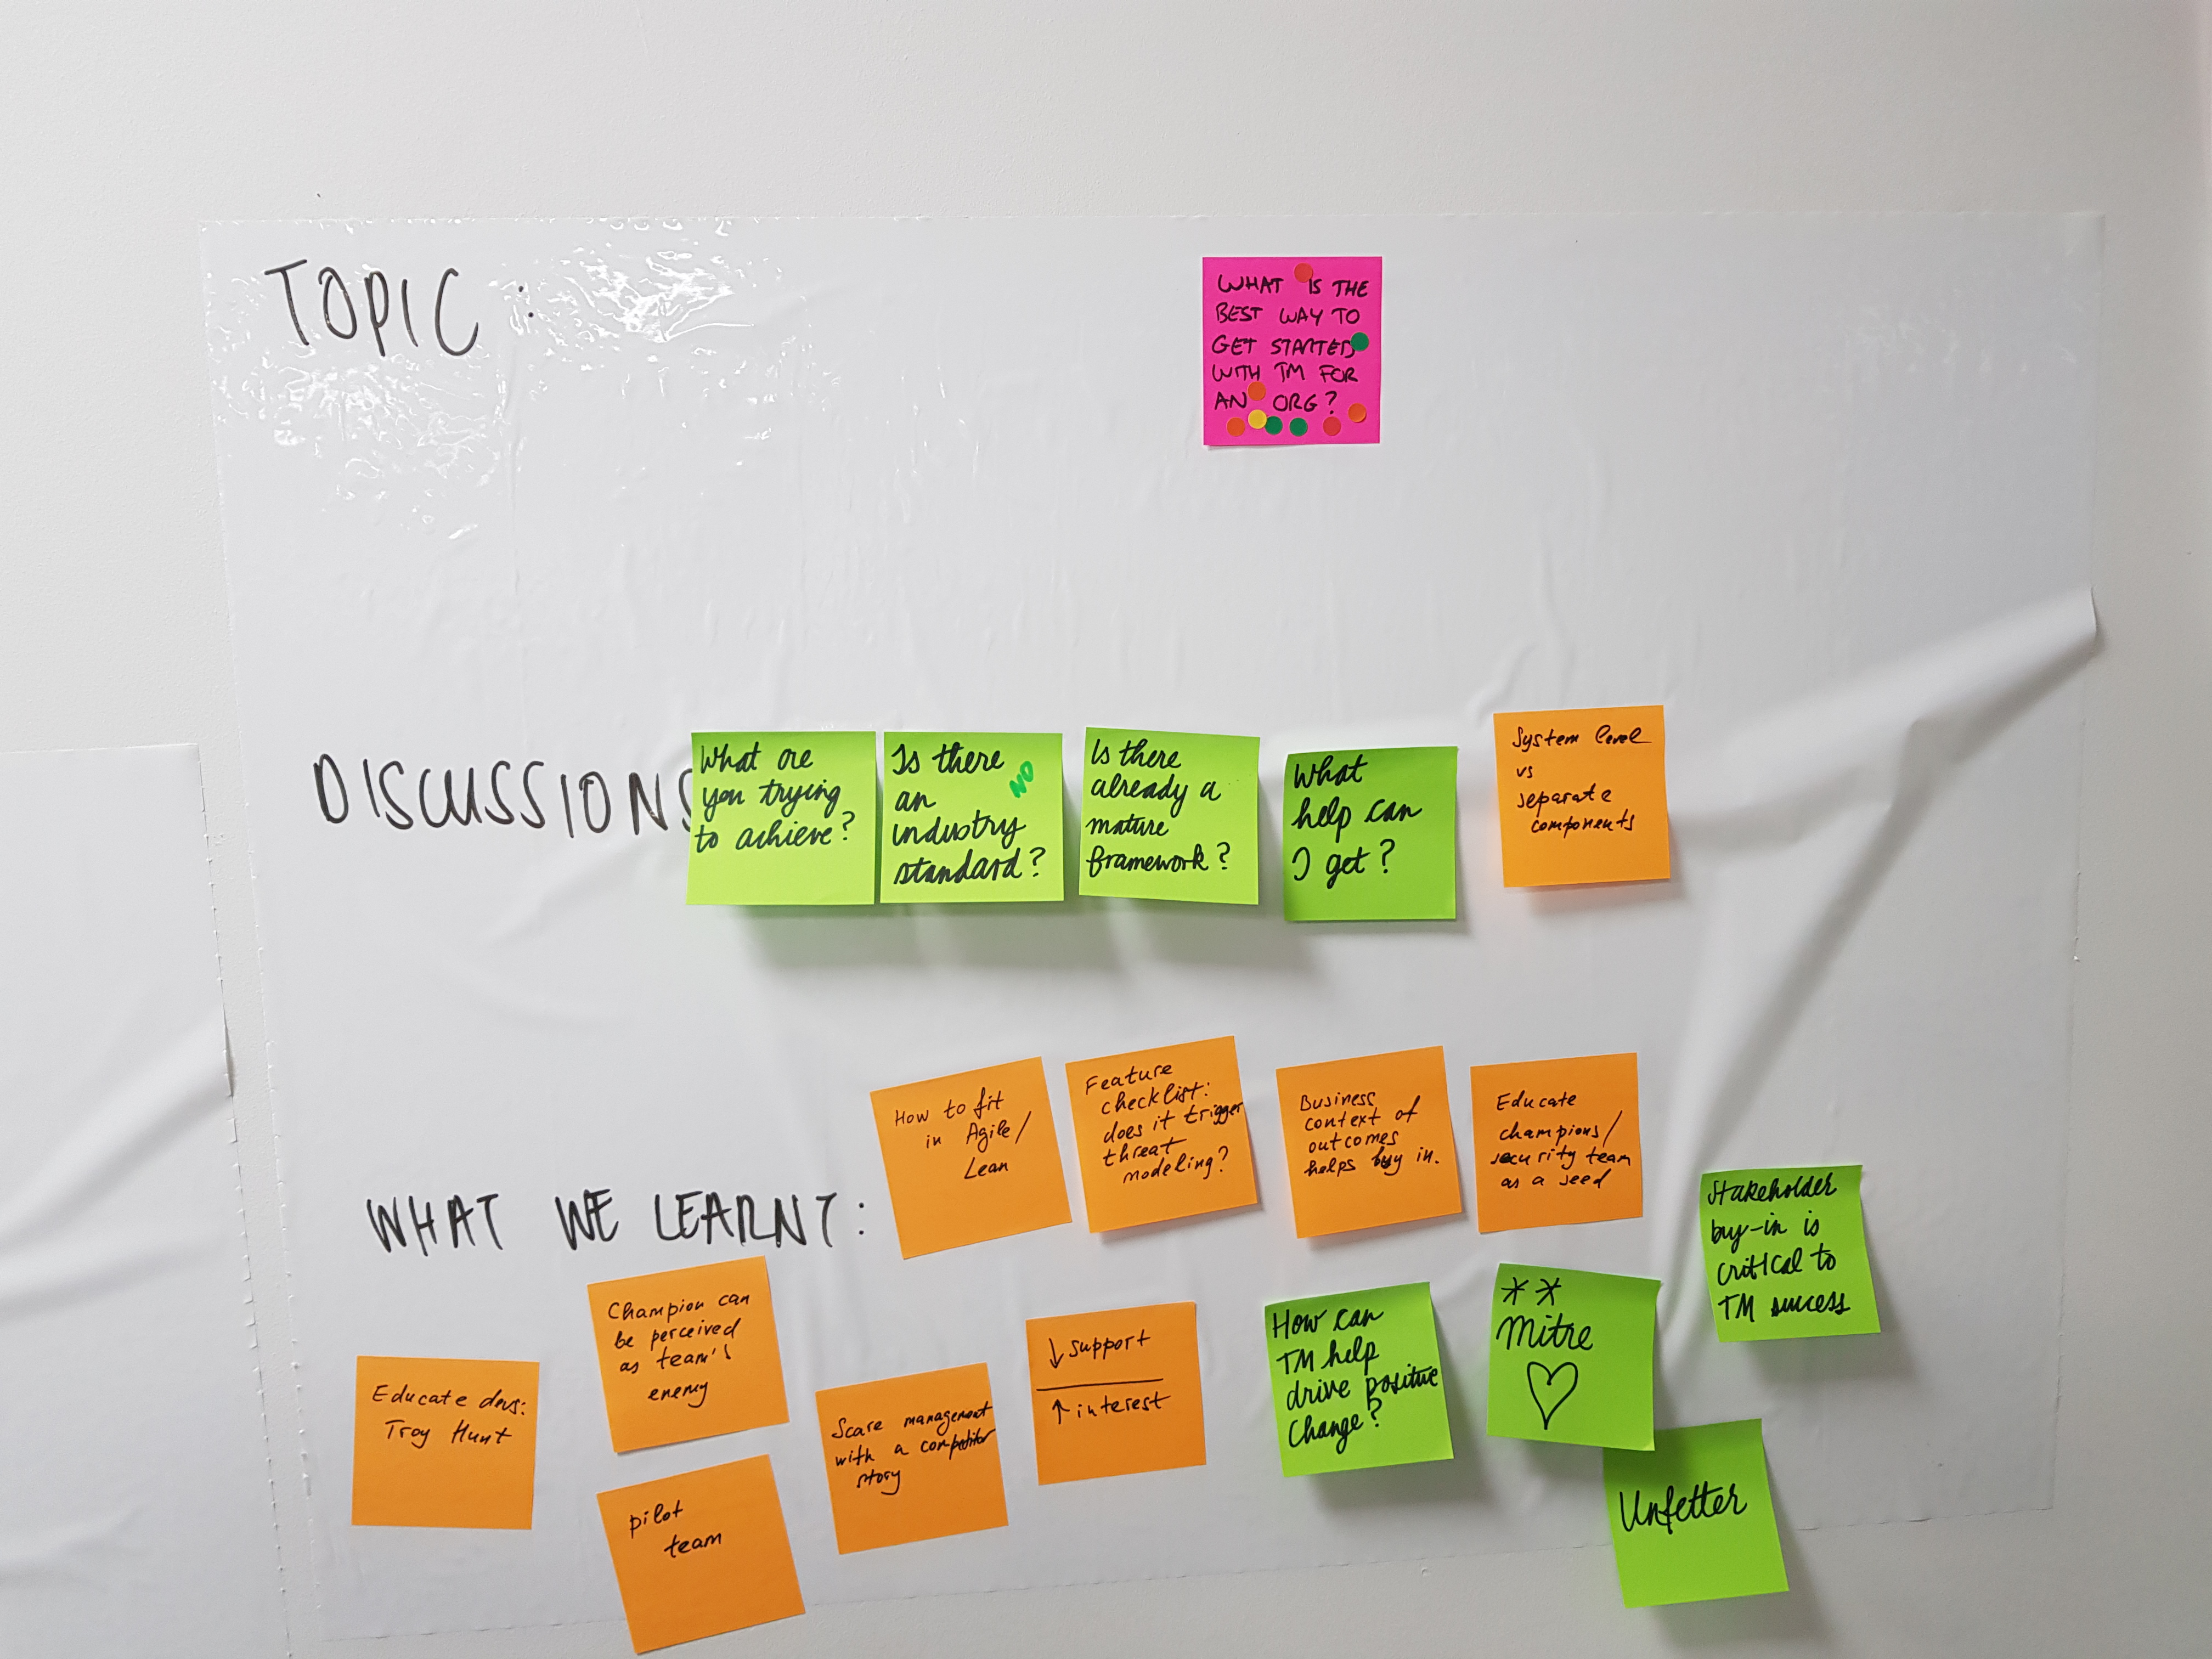 TOPIC :
WHAT IS THE
BEST WAY TO
GET STARTED
WITH TM FOR
AN ORG?
DISCUSSIONS
What are
you trying
to achieve?
Is there
NO
an
industry
standard?
Is there
already a
mature
framework?
What
help can
I get?
System level
vs
separate
components
WHAT WE LEARNT:
How to fit
in Agile/
Lean
Feature
checklist:
does it trigger
threat
modeling?
Business
context of
outcomes
helps buy in.
Educate
champions/
security team
as a seed
Stakeholder
buy-in is
critical to
TM success
Educate devs:
Troy Hunt
Champion can
be perceived
as team's
enemy
pilot
team
Scare management
with a competitor
story
↓ support
↑ interest
How can
TM help
drive positive
Change?
**
Mitre
♡
Unfetter